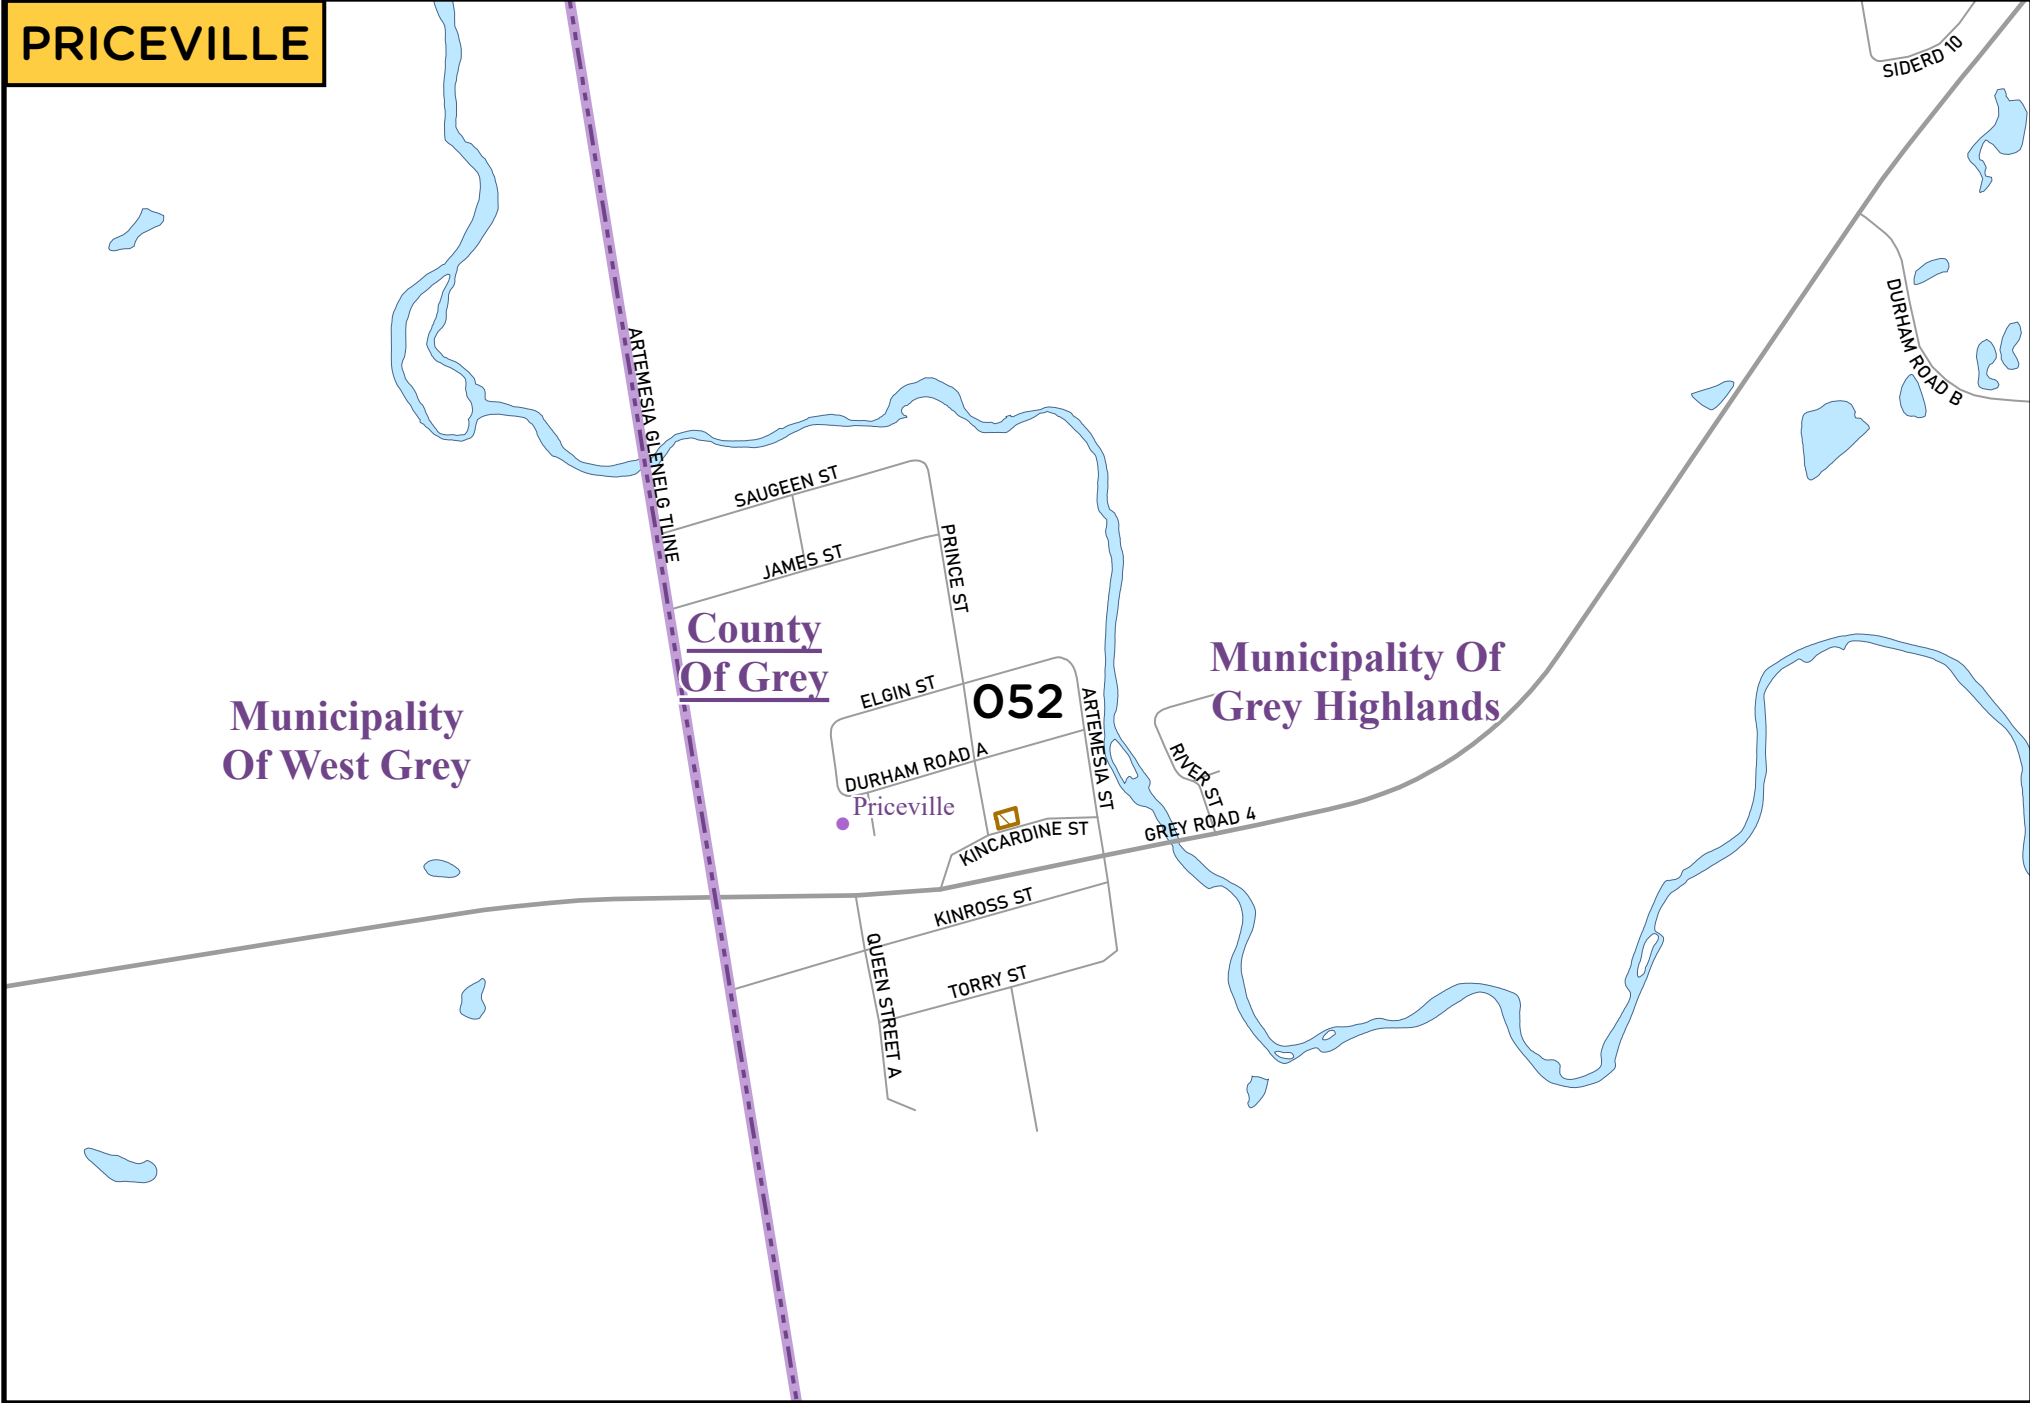 PRICEVILLE
SIDERD 10
DURHAM ROAD B
ARTEMESIA GLENELG TLINE
SAUGEEN ST
JAMES ST
PRINCE ST
County
Of Grey
Municipality Of
Grey Highlands
Municipality
Of West Grey
ELGIN ST
052
ARTEMESIA ST
DURHAM ROAD A
RIVER ST
Priceville
KINCARDINE ST
GREY ROAD 4
KINROSS ST
QUEEN STREET A
TORRY ST